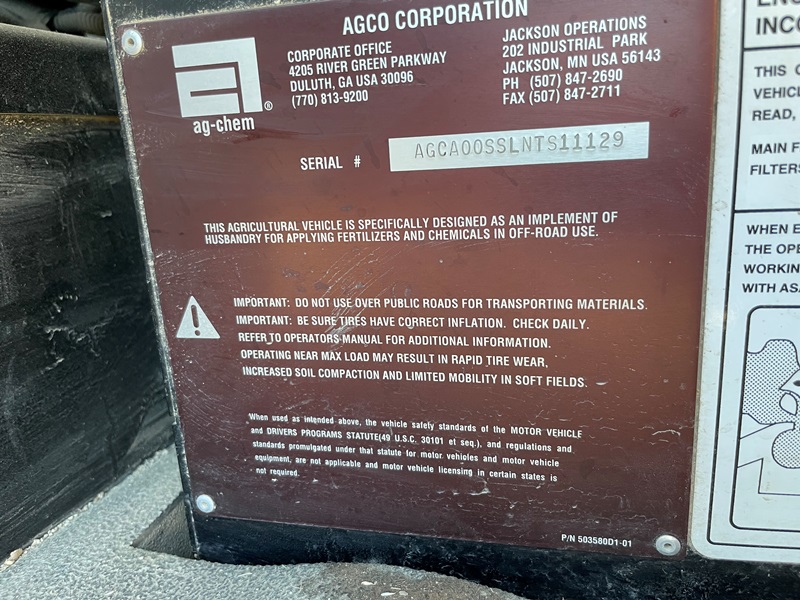 AGCO CORPORATION
CORPORATE OFFICE
4205 RIVER GREEN PARKWAY
DULUTH, GA USA 30096
(770) 813-9200
JACKSON OPERATIONS
202 INDUSTRIAL PARK
JACKSON, MN USA 56143
PH (507) 847-2690
FAX (507) 847-2711
®
ag-chem
SERIAL # AGCA00SSLNTS11129
THIS AGRICULTURAL VEHICLE IS SPECIFICALLY DESIGNED AS AN IMPLEMENT OF
HUSBANDRY FOR APPLYING FERTILIZERS AND CHEMICALS IN OFF-ROAD USE.
IMPORTANT: DO NOT USE OVER PUBLIC ROADS FOR TRANSPORTING MATERIALS.
IMPORTANT: BE SURE TIRES HAVE CORRECT INFLATION. CHECK DAILY.
REFER TO OPERATORS MANUAL FOR ADDITIONAL INFORMATION.
OPERATING NEAR MAX LOAD MAY RESULT IN RAPID TIRE WEAR,
INCREASED SOIL COMPACTION AND LIMITED MOBILITY IN SOFT FIELDS.
When used as intended above, the vehicle safety standards of the MOTOR VEHICLE
and DRIVERS PROGRAMS STATUTE(49 U.S.C. 30101 et seq.), and regulations and
standards promulgated under that statute for motor vehicles and motor vehicle
equipment, are not applicable and motor vehicle licensing in certain states is
not required.
P/N 503580D1-01
INCO
THIS
VEHICL
READ,
MAIN F
FILTERS
WHEN E
THE OPE
WORKING
WITH ASA